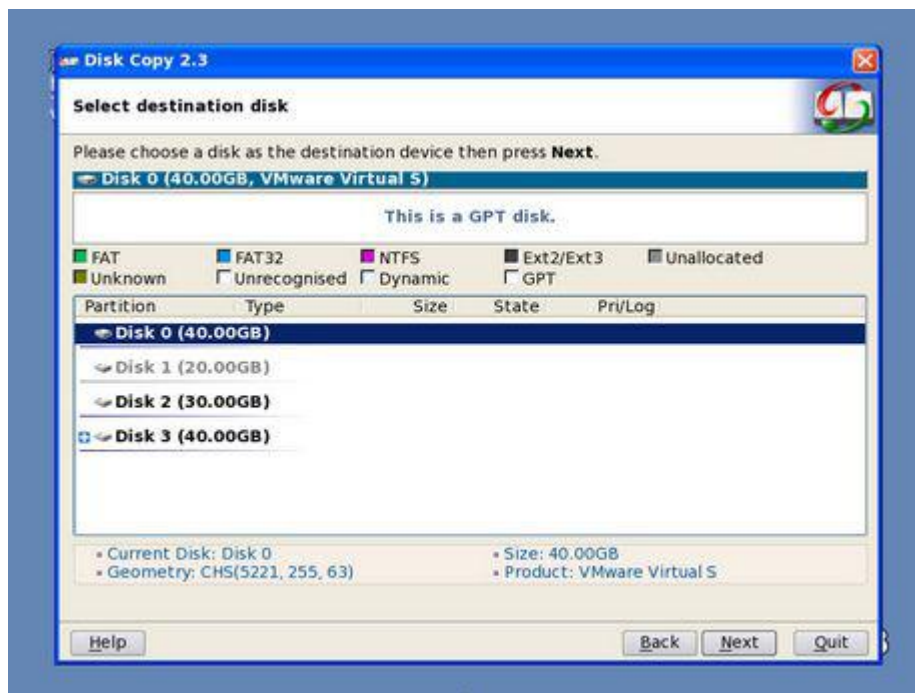 Disk Copy 2.3
Select destination disk
Please choose a disk as the destination device then press Next.
Disk 0 (40.00GB, VMware Virtual S)
This is a GPT disk.
FAT FAT32 NTFS Ext2/Ext3 Unallocated
Unknown Unrecognised Dynamic GPT
Partition Type Size State Pri/Log
Disk 0 (40.00GB)
Disk 1 (20.00GB)
Disk 2 (30.00GB)
Disk 3 (40.00GB)
Current Disk: Disk 0 Size: 40.00GB
Geometry: CHS(5221, 255, 63) Product: VMware Virtual S
Help Back Next Quit